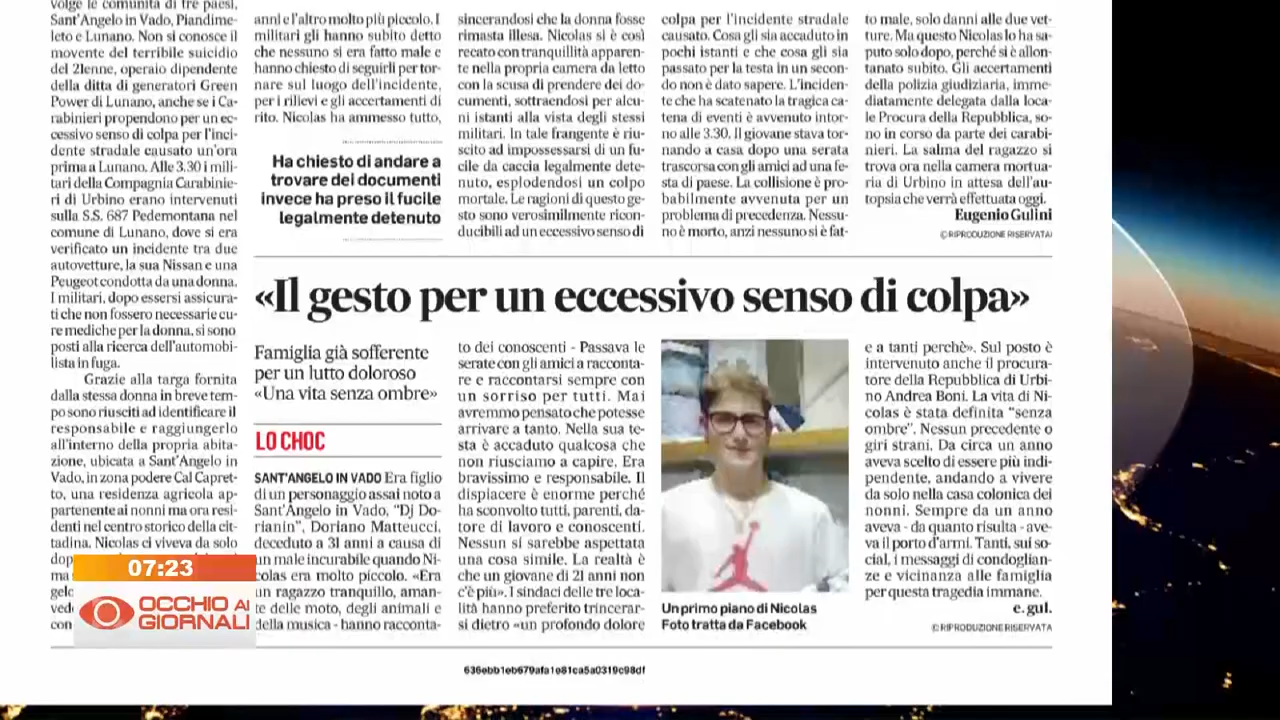 volge le comunità di tre paesi,
Sant'Angelo in Vado, Piandime-
leto e Lunano. Non si conosce il
movente del terribile suicidio
del 21enne, operaio dipendente
della ditta di generatori Green
Power di Lunano, anche se i Ca-
rabinieri propendono per un ec-
cessivo senso di colpa per l'inci-
dente stradale causato un'ora
prima a Lunano. Alle 3.30 i mili-
tari della Compagnia Carabinie-
ri di Urbino erano intervenuti
sulla S.S. 687 Pedemontana nel
comune di Lunano, dove si era
verificato un incidente tra due
autovetture, la sua Nissan e una
Peugeot condotta da una donna.
I militari, dopo essersi assicura-
ti che non fossero necessarie cu-
re mediche per la donna, si sono
posti alla ricerca dell'automobi-
lista in fuga.
Grazie alla targa fornita
dalla stessa donna in breve tem-
po sono riusciti ad identificare il
responsabile e raggiungerlo
all'interno della propria abita-
zione, ubicata a Sant'Angelo in
Vado, in zona podere Cal Capret-
to, una residenza agricola ap-
partenente ai nonni ma ora resi-
denti nel centro storico della cit-
tadina. Nicolas ci viveva da solo
anni e l'altro molto più piccolo. I
militari gli hanno subito detto
che nessuno si era fatto male e
hanno chiesto di seguirli per tor-
nare sul luogo dell'incidente,
per i rilievi e gli accertamenti di
rito. Nicolas ha ammesso tutto,
Ha chiesto di andare a
trovare dei documenti
invece ha preso il fucile
legalmente detenuto
sincerandosi che la donna fosse
rimasta illesa. Nicolas si è così
recato con tranquillità apparen-
te nella propria camera da letto
con la scusa di prendere dei do-
cumenti, sottraendosi per alcu-
ni istanti alla vista degli stessi
militari. In tale frangente è riu-
scito ad impossessarsi di un fu-
cile da caccia legalmente dete-
nuto, esplodendosi un colpo
mortale. Le ragioni di questo ge-
sto sono verosimilmente ricon-
ducibili ad un eccessivo senso di
colpa per l'incidente stradale
causato. Cosa gli sia accaduto in
pochi istanti e che cosa gli sia
passato per la testa in un secon-
do non è dato sapere. L'inciden-
te che ha scatenato la tragica ca-
tena di eventi è avvenuto intor-
no alle 3.30. Il giovane stava tor-
nando a casa dopo una serata
trascorsa con gli amici ad una fe-
sta di paese. La collisione è pro-
babilmente avvenuta per un
problema di precedenza. Nessu-
no è morto, anzi nessuno si è fat-
to male, solo danni alle due vet-
ture. Ma questo Nicolas lo ha sa-
puto solo dopo, perché si è allon-
tanato subito. Gli accertamenti
della polizia giudiziaria, imme-
diatamente delegata dalla loca-
le Procura della Repubblica, so-
no in corso da parte dei carabi-
nieri. La salma del ragazzo si
trova ora nella camera mortua-
ria di Urbino in attesa dell'au-
topsia che verrà effettuata oggi.
Eugenio Gulini
© RIPRODUZIONE RISERVATA
«Il gesto per un eccessivo senso di colpa»
Famiglia già sofferente
per un lutto doloroso
«Una vita senza ombre»
LO CHOC
SANT'ANGELO IN VADO Era figlio
di un personaggio assai noto a
Sant'Angelo in Vado, "Dj Do-
rianin", Doriano Matteucci,
deceduto a 31 anni a causa di
un male incurabile quando Ni-
colas era molto piccolo. «Era
un ragazzo tranquillo, aman-
te delle moto, degli animali e
della musica - hanno racconta-
to dei conoscenti - Passava le
serate con gli amici a racconta-
re e raccontarsi sempre con
un sorriso per tutti. Mai
avremmo pensato che potesse
arrivare a tanto. Nella sua te-
sta è accaduto qualcosa che
non riusciamo a capire. Era
bravissimo e responsabile. Il
dispiacere è enorme perché
ha sconvolto tutti, parenti, da-
tore di lavoro e conoscenti.
Nessun si sarebbe aspettata
una cosa simile. La realtà è
che un giovane di 21 anni non
c'è più». I sindaci delle tre loca-
lità hanno preferito trincerar-
si dietro «un profondo dolore
Un primo piano di Nicolas
Foto tratta da Facebook
e a tanti perchè». Sul posto è
intervenuto anche il procura-
tore della Repubblica di Urbi-
no Andrea Boni. La vita di Ni-
colas è stata definita "senza
ombre". Nessun precedente o
giri strani. Da circa un anno
aveva scelto di essere più indi-
pendente, andando a vivere
da solo nella casa colonica dei
nonni. Sempre da un anno
aveva - da quanto risulta - ave-
va il porto d'armi. Tanti, sui so-
cial, i messaggi di condoglian-
ze e vicinanza alle famiglia
per questa tragedia immane.
e. gul.
© RIPRODUZIONE RISERVATA
07:23
OCCHIO AI
GIORNALI
636ebb1eb679afa1e81ca5a0319c98df